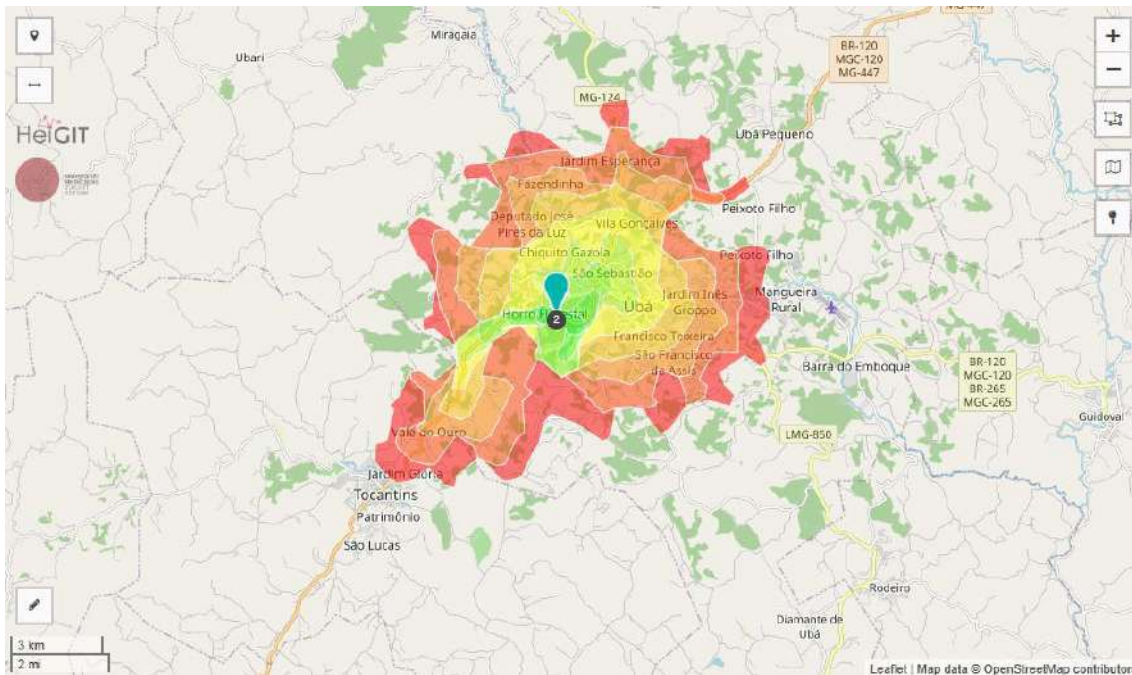 MG-447
Miragaia
Ubari
BR-120
MGC-120
MG-447
MG-124
HeiGIT
Ubá Pequeno
Jardim Esperança
Fazendinha
Peixoto Filho
Deputado José
Pires da Luz
Vila Gonçalves
Chiquito Gazola
Peixoto Filho
São Sebastião
Mangueira
Rural
Jardim Inês
Groppo
Ubá
2
Francisco Teixeira
São Francisco
da Assis
Barra do Emboque
BR-120
MGC-120
BR-265
MGC-265
Guidoval
Vale do Ouro
LMG-850
Jardim Glória
Tocantins
Patrimônio
São Lucas
Rodeiro
Diamante de
Ubá
3 km
2 mi
Leaflet | Map data © OpenStreetMap contributor